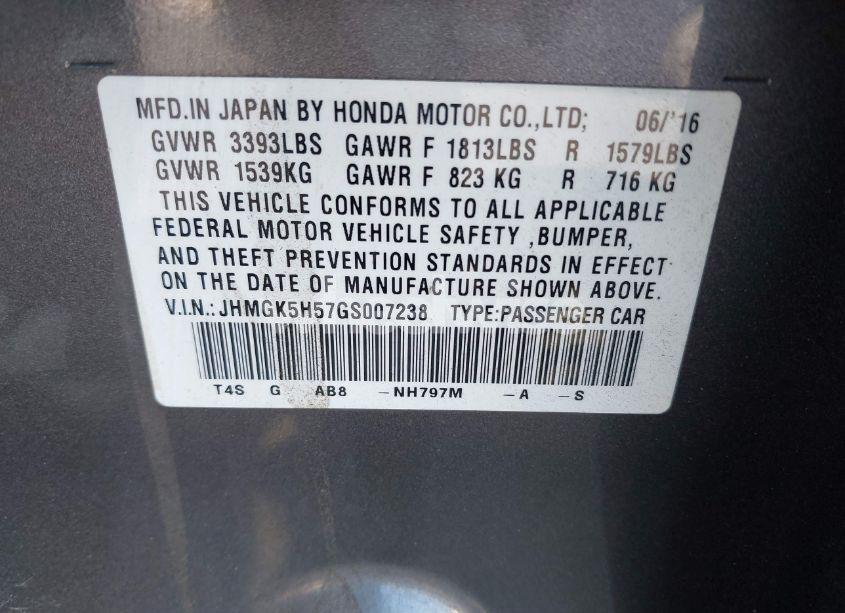 MFD.IN JAPAN BY HONDA MOTOR CO.,LTD; 06/'16
GVWR 3393LBS GAWR F 1813LBS R 1579LBS
GVWR 1539KG GAWR F 823 KG R 716 KG
THIS VEHICLE CONFORMS TO ALL APPLICABLE
FEDERAL MOTOR VEHICLE SAFETY ,BUMPER,
AND THEFT PREVENTION STANDARDS IN EFFECT
ON THE DATE OF MANUFACTURE SHOWN ABOVE.
V.I.N.: JHMGK5H57GS007238 TYPE:PASSENGER CAR
T4S G AB8 -NH797M -A -S